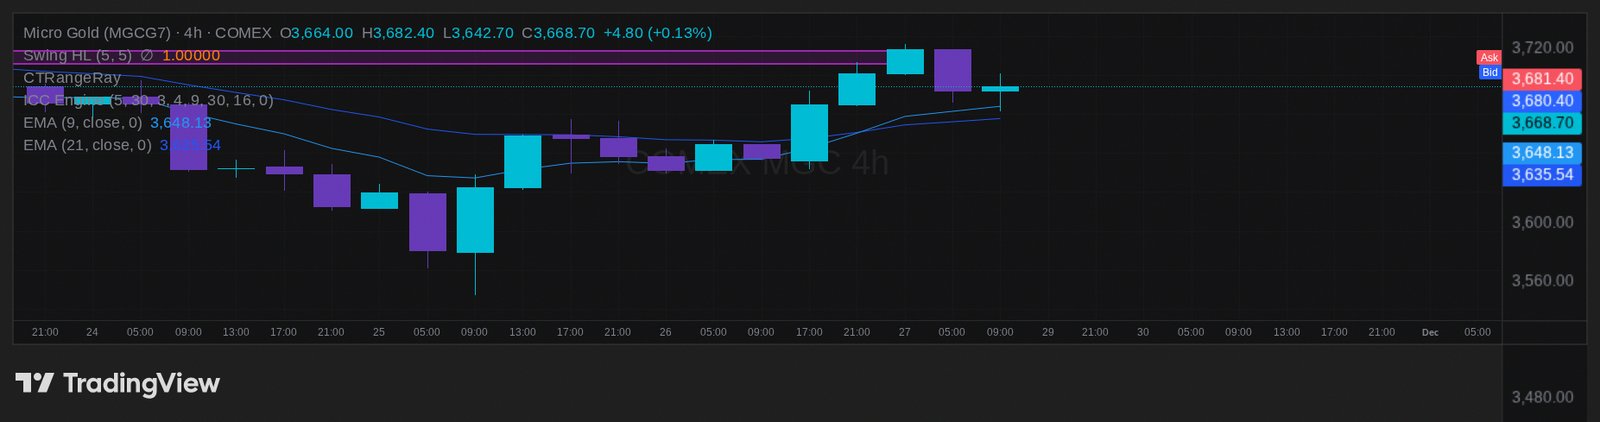 Micro Gold (MGCG7) · 4h · COMEX O3,664.00 H3,682.40 L3,642.70 C3,668.70 +4.80 (+0.13%)
Swing HL (5, 5) ∅ 1.00000
CTRangeRay
ICC Engine (5, 30, 3, 4, 9, 30, 16, 0)
EMA (9, close, 0) 3,648.13
EMA (21, close, 0) 3,635.54
COMEX MGC 4h
3,720.00
Ask 3,681.40
Bid 3,680.40
3,668.70
3,648.13
3,635.54
3,600.00
3,560.00
3,480.00
21:00 24 05:00 09:00 13:00 17:00 21:00 25 05:00 09:00 13:00 17:00 21:00 26 05:00 09:00 17:00 21:00 27 05:00 09:00 29 21:00 30 05:00 09:00 13:00 17:00 21:00 Dec 05:00
TradingView